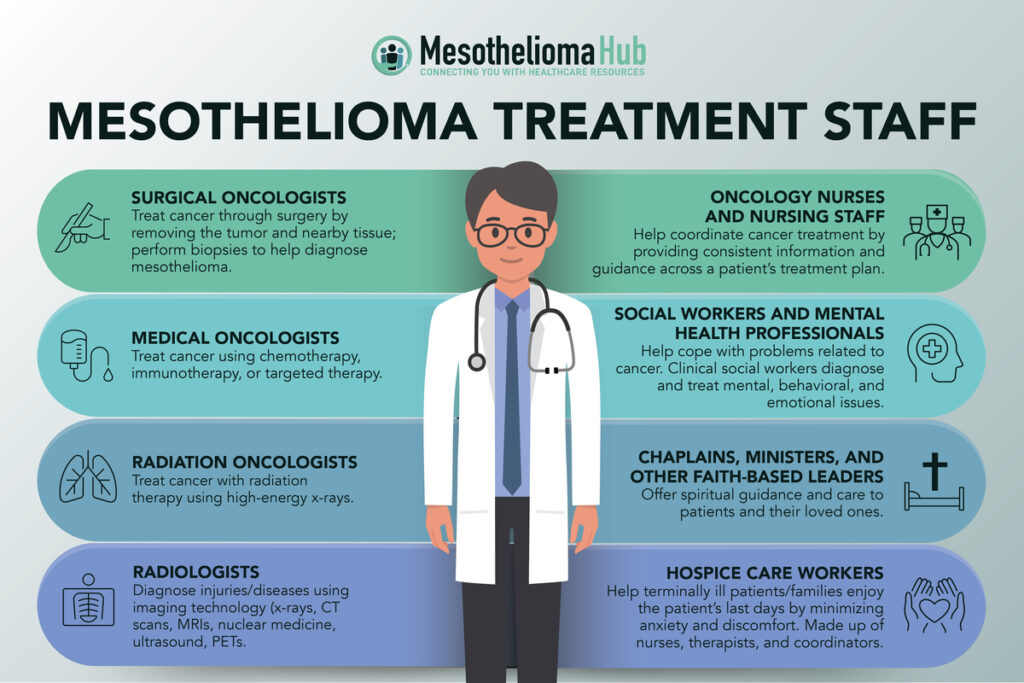 Mesothelioma Hub
CONNECTING YOU WITH HEALTHCARE RESOURCES
MESOTHELIOMA TREATMENT STAFF
SURGICAL ONCOLOGISTS
Treat cancer through surgery by
removing the tumor and nearby tissue;
perform biopsies to help diagnose
mesothelioma.
MEDICAL ONCOLOGISTS
Treat cancer using chemotherapy,
immunotherapy, or targeted therapy.
RADIATION ONCOLOGISTS
Treat cancer with radiation
therapy using high-energy x-rays.
RADIOLOGISTS
Diagnose injuries/diseases using
imaging technology (x-rays, CT
scans, MRIs, nuclear medicine,
ultrasound, PETs.
ONCOLOGY NURSES
AND NURSING STAFF
Help coordinate cancer treatment by
providing consistent information and
guidance across a patient's treatment plan.
SOCIAL WORKERS AND MENTAL
HEALTH PROFESSIONALS
Help cope with problems related to
cancer. Clinical social workers diagnose
and treat mental, behavioral, and
emotional issues.
CHAPLAINS, MINISTERS, AND
OTHER FAITH-BASED LEADERS
Offer spiritual guidance and care to
patients and their loved ones.
HOSPICE CARE WORKERS
Help terminally ill patients/families enjoy
the patient's last days by minimizing
anxiety and discomfort. Made up of
nurses, therapists, and coordinators.